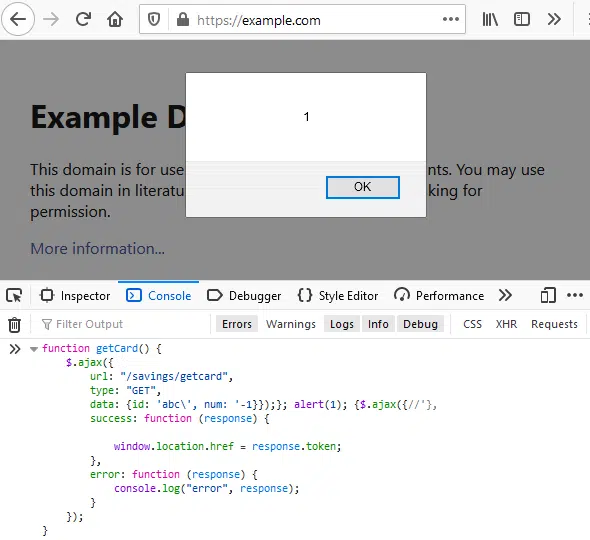 https://example.com
1
Example D
This domain is for use nts. You may use
this domain in literatu king for
permission.
OK
More information...
Inspector Console Debugger Style Editor Performance
Filter Output Errors Warnings Logs Info Debug CSS XHR Requests
function getCard() {
$.ajax({
url: "/savings/getcard",
type: "GET",
data: {id: 'abc\', num: '-1}});}; alert(1); {$.ajax({//'},
success: function (response) {
window.location.href = response.token;
},
error: function (response) {
console.log("error", response);
}
});
}